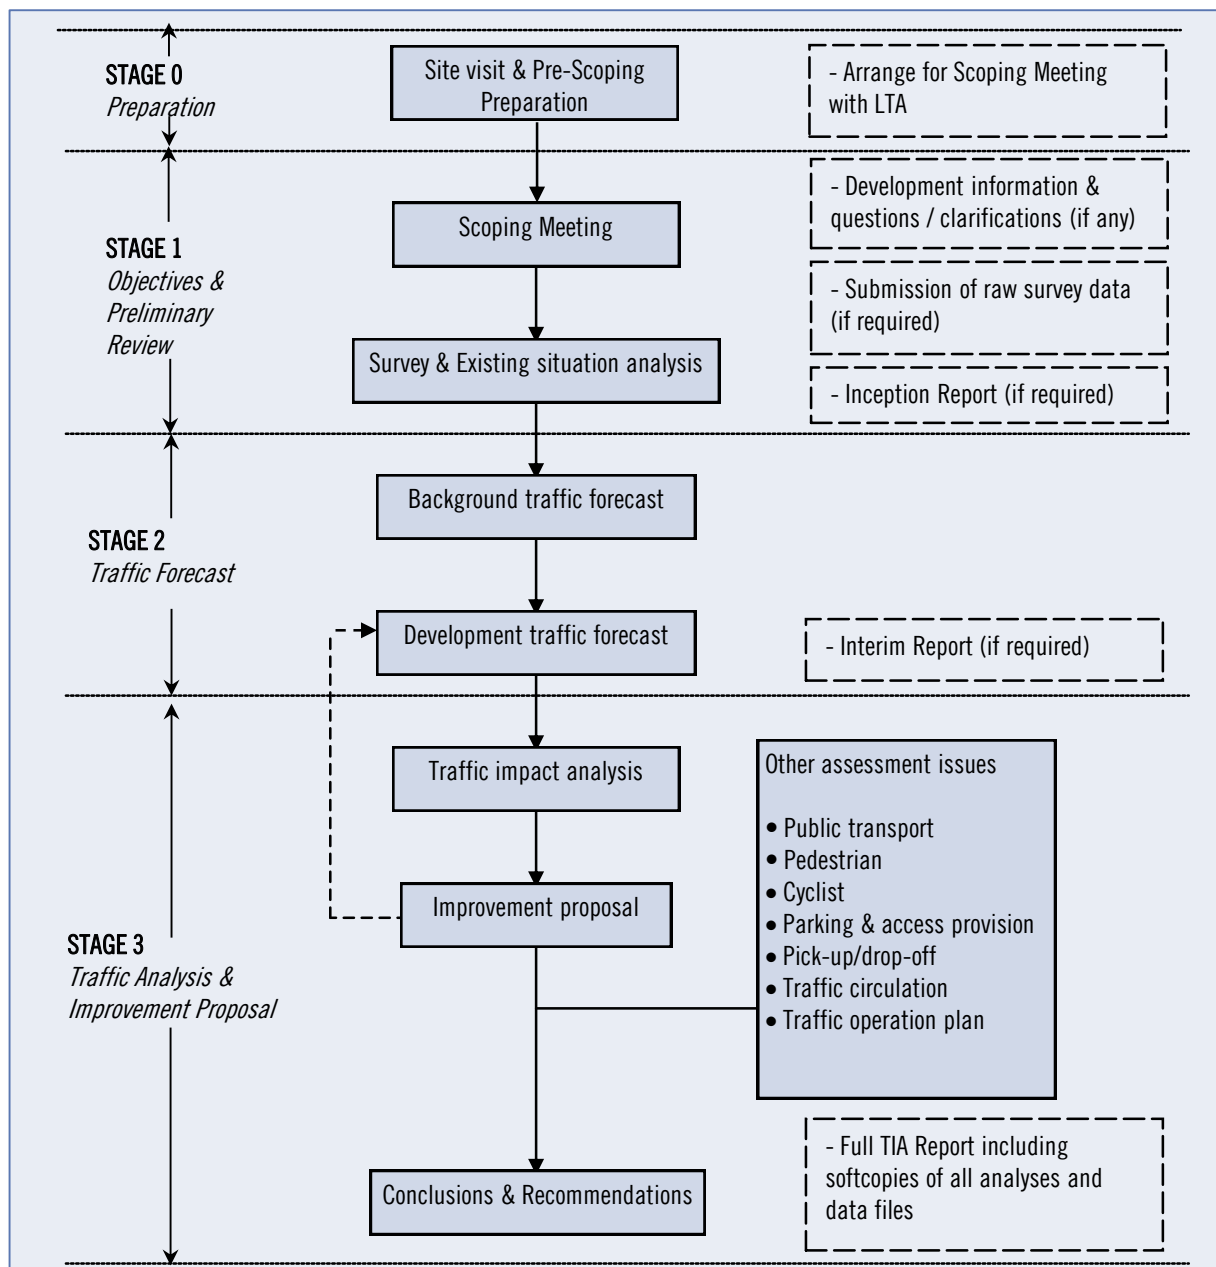 STAGE 0
Preparation
Site visit & Pre-Scoping
Preparation
- Arrange for Scoping Meeting
with LTA
STAGE 1
Objectives &
Preliminary
Review
Scoping Meeting
- Development information &
questions / clarifications (if any)
- Submission of raw survey data
(if required)
Survey & Existing situation analysis
- Inception Report (if required)
STAGE 2
Traffic Forecast
Background traffic forecast
Development traffic forecast
- Interim Report (if required)
STAGE 3
Traffic Analysis &
Improvement Proposal
Traffic impact analysis
Improvement proposal
Other assessment issues
• Public transport
• Pedestrian
• Cyclist
• Parking & access provision
• Pick-up/drop-off
• Traffic circulation
• Traffic operation plan
Conclusions & Recommendations
- Full TIA Report including
softcopies of all analyses and
data files